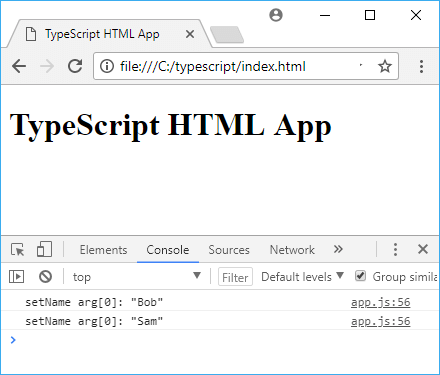 TypeScript HTML App
file:///C:/typescript/index.html
TypeScript HTML App
Elements Console Sources Network »
top Filter Default levels Group simila
setName arg[0]: "Bob" app.js:56
setName arg[0]: "Sam" app.js:56